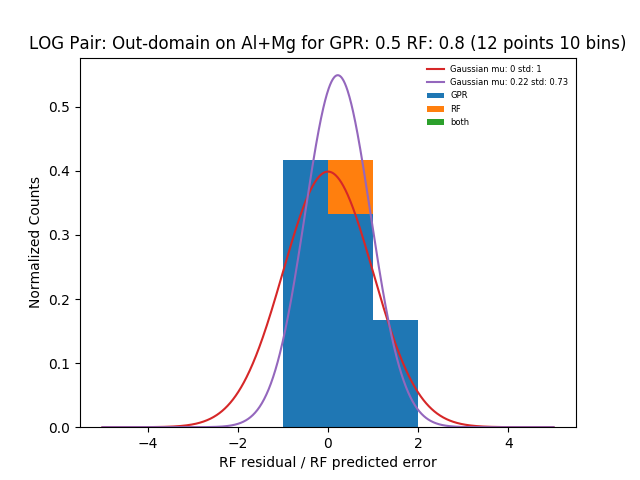 LOG Pair: Out-domain on Al+Mg for GPR: 0.5 RF: 0.8 (12 points 10 bins)
Gaussian mu: 0 std: 1
Gaussian mu: 0.22 std: 0.73
GPR
RF
both
Normalized Counts
0.5
0.4
0.3
0.2
0.1
0.0
−4 −2 0 2 4
RF residual / RF predicted error